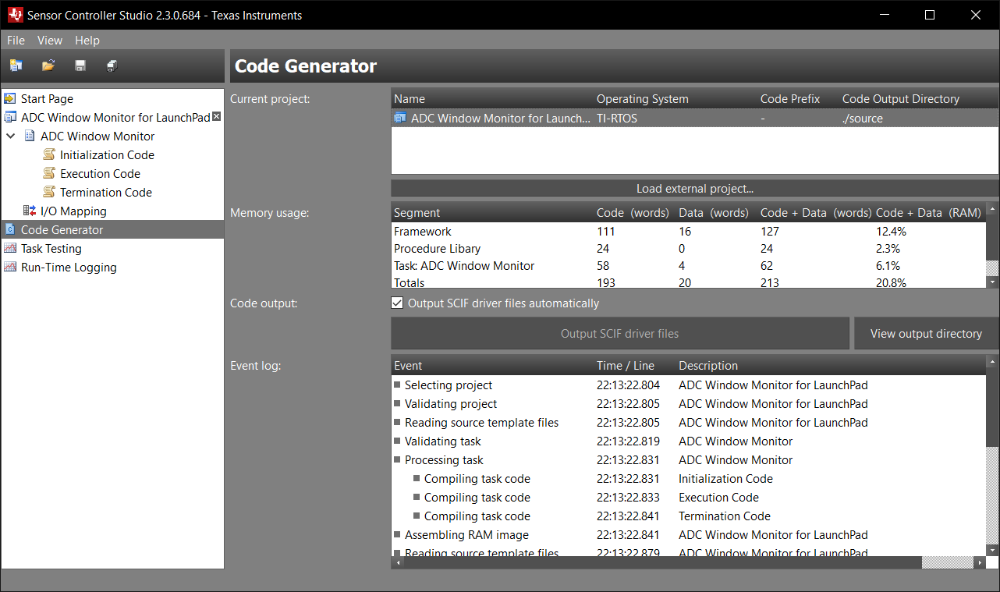 Sensor Controller Studio 2.3.0.684 - Texas Instruments
File View Help
Code Generator
Start Page
ADC Window Monitor for LaunchPad
ADC Window Monitor
Initialization Code
Execution Code
Termination Code
I/O Mapping
Code Generator
Task Testing
Run-Time Logging
Current project:
Name Operating System Code Prefix Code Output Directory
ADC Window Monitor for Launch... TI-RTOS - ./source
Load external project...
Memory usage:
Segment Code (words) Data (words) Code + Data (words) Code + Data (RAM)
Framework 111 16 127 12.4%
Procedure Libary 24 0 24 2.3%
Task: ADC Window Monitor 58 4 62 6.1%
Totals 193 20 213 20.8%
Code output:
Output SCIF driver files automatically
Output SCIF driver files View output directory
Event log:
Event Time / Line Description
Selecting project 22:13:22.804 ADC Window Monitor for LaunchPad
Validating project 22:13:22.805 ADC Window Monitor for LaunchPad
Reading source template files 22:13:22.805 ADC Window Monitor for LaunchPad
Validating task 22:13:22.819 ADC Window Monitor
Processing task 22:13:22.831 ADC Window Monitor
Compiling task code 22:13:22.831 Initialization Code
Compiling task code 22:13:22.833 Execution Code
Compiling task code 22:13:22.841 Termination Code
Assembling RAM image 22:13:22.841 ADC Window Monitor for LaunchPad
Reading source template files 22:13:22.879 ADC Window Monitor for LaunchPad